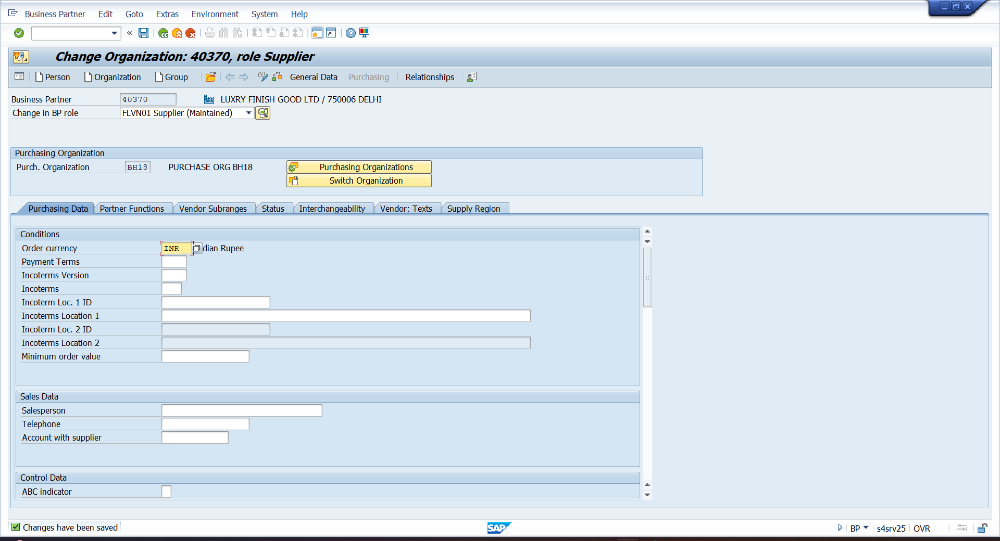 Business Partner Edit Goto Extras Environment System Help
Change Organization: 40370, role Supplier
Person Organization Group General Data Purchasing Relationships
Business Partner 40370 LUXRY FINISH GOOD LTD / 750006 DELHI
Change in BP role FLVN01 Supplier (Maintained)
Purchasing Organization
Purch. Organization BH18 PURCHASE ORG BH18 Purchasing Organizations
Switch Organization
Purchasing Data Partner Functions Vendor Subranges Status Interchangeability Vendor: Texts Supply Region
Conditions
Order currency INR dian Rupee
Payment Terms
Incoterms Version
Incoterms
Incoterm Loc. 1 ID
Incoterms Location 1
Incoterm Loc. 2 ID
Incoterms Location 2
Minimum order value
Sales Data
Salesperson
Telephone
Account with supplier
Control Data
ABC indicator
Changes have been saved SAP BP s4srv25 OVR